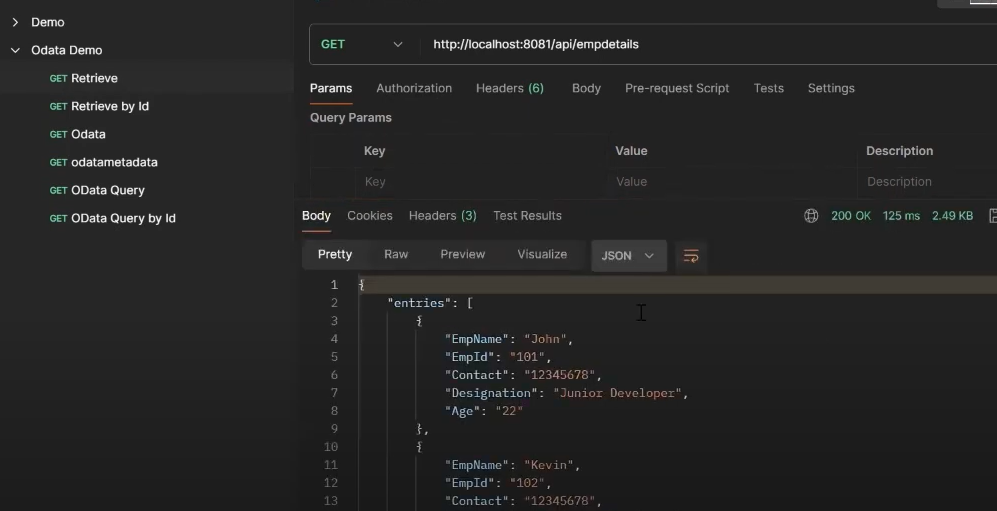 Demo
Odata Demo
GET Retrieve
GET Retrieve by Id
GET Odata
GET odatametadata
GET OData Query
GET OData Query by Id
GET http://localhost:8081/api/empdetails
Params Authorization Headers (6) Body Pre-request Script Tests Settings
Query Params
Key Value Description
Key Value Description
Body Cookies Headers (3) Test Results 200 OK 125 ms 2.49 KB
Pretty Raw Preview Visualize JSON
1 {
2 "entries": [
3 {
4 "EmpName": "John",
5 "EmpId": "101",
6 "Contact": "12345678",
7 "Designation": "Junior Developer",
8 "Age": "22"
9 },
10 {
11 "EmpName": "Kevin",
12 "EmpId": "102",
13 "Contact": "12345678",